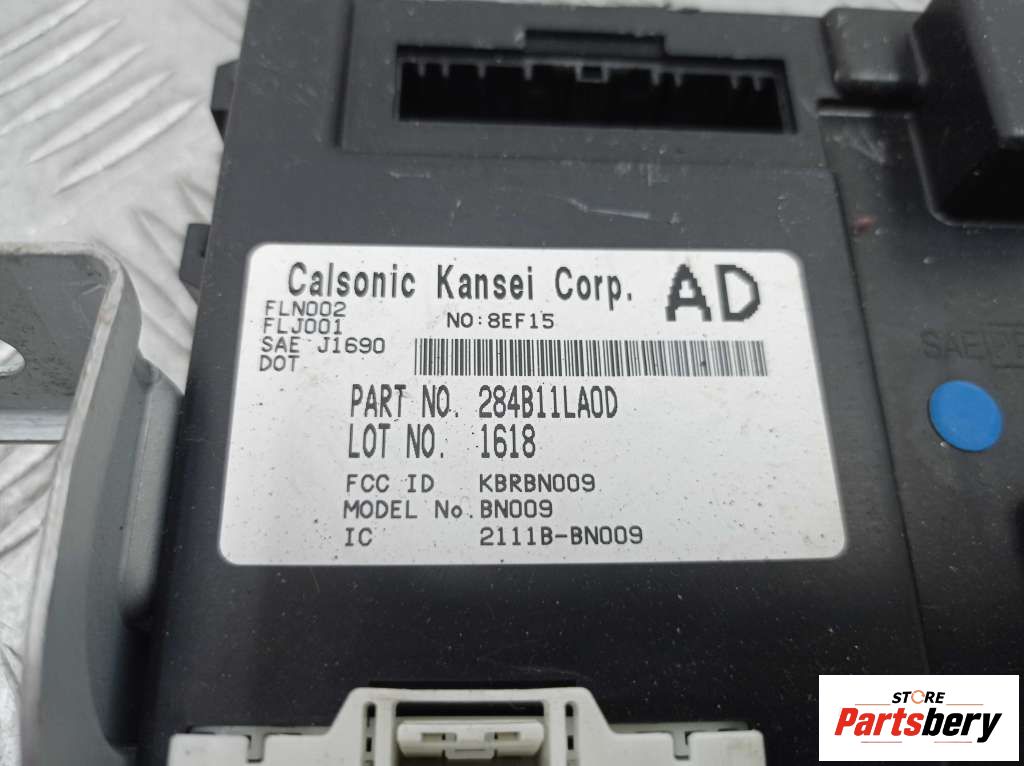 Calsonic Kansei Corp. AD
FLN002
FLJ001 NO:8EF15
SAE J1690
DOT
PART NO. 284B11LA0D
LOT NO. 1618
FCC ID KBRBN009
MODEL No. BN009
IC 2111B-BN009
SAE
STORE
Partsbery